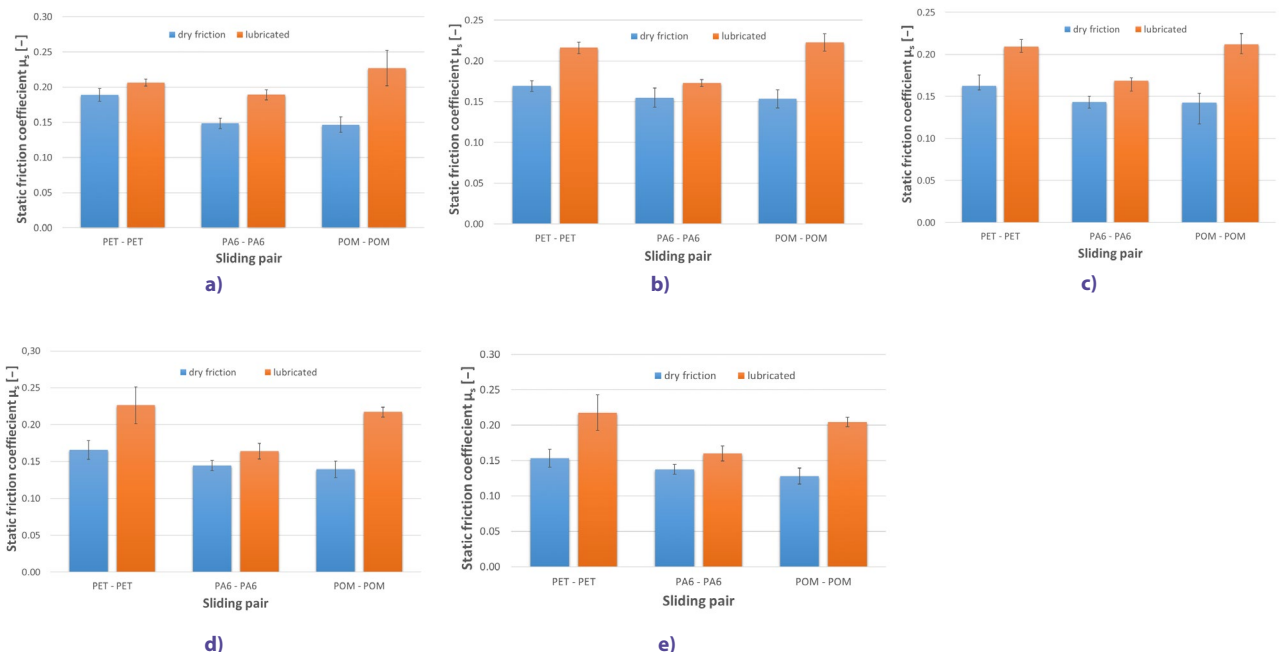 Static friction coeffiecient μs [−]
0.30
0.25
0.20
0.15
0.10
0.05
0.00
dry friction
lubricated
PET - PET
PA6 - PA6
POM - POM
Sliding pair
a)
Static friction coeffiecient μs [−]
0.25
0.20
0.15
0.10
0.05
0.00
dry friction
lubricated
PET - PET
PA6 - PA6
POM - POM
Sliding pair
b)
Static friction coefficient μs [−]
0.25
0.20
0.15
0.10
0.05
0.00
dry friction
lubricated
PET - PET
PA6 - PA6
POM - POM
Sliding pair
c)
Static friction coeffiecient μs [−]
0,30
0.25
0.20
0.15
0.10
0.05
0.00
dry friction
lubricated
PET - PET
PA6 - PA6
POM - POM
Sliding pair
d)
Static friction coeffiecient μs [−]
0.30
0.25
0.20
0.15
0.10
0.05
0.00
dry friction
lubricated
PET - PET
PA6 - PA6
POM - POM
Sliding pair
e)